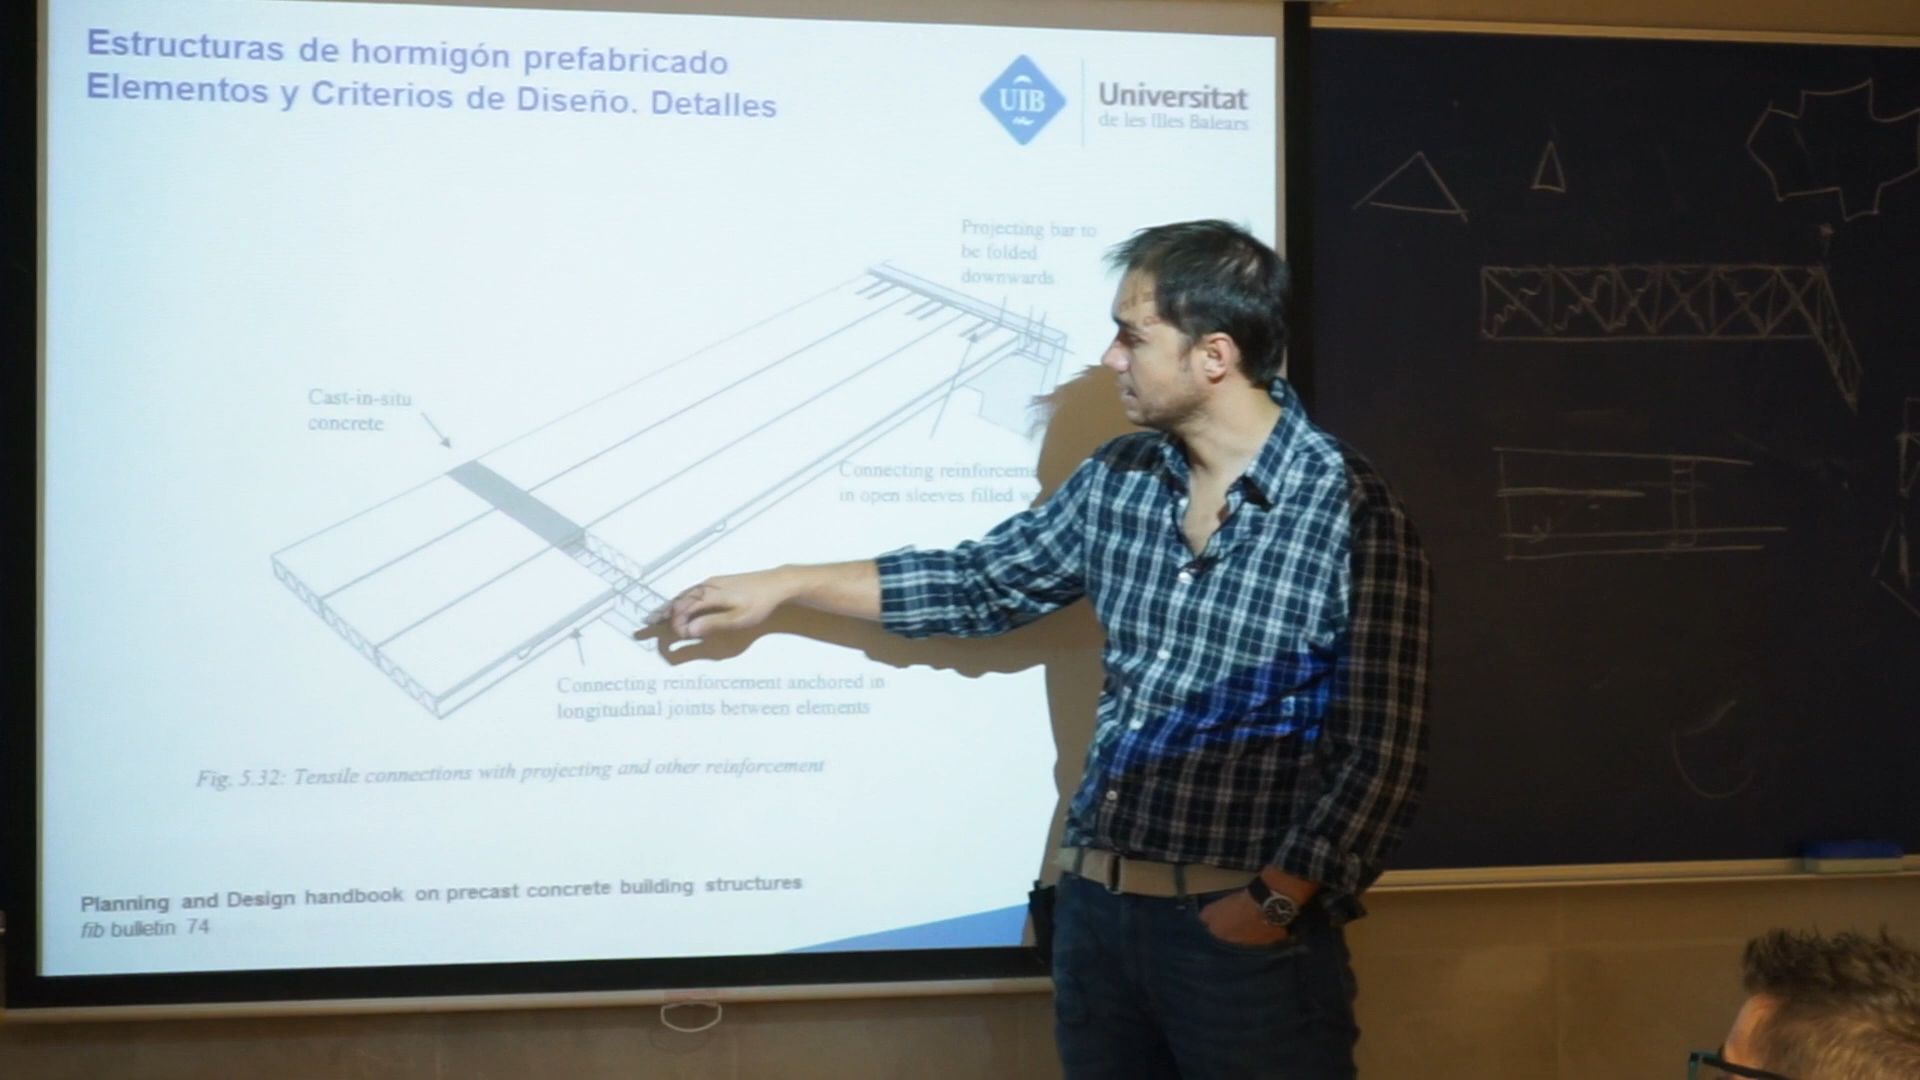 Estructuras de hormigón prefabricado
Elementos y Criterios de Diseño. Detalles
UIB
Universitat
de les Illes Balears
Projecting bar to
be folded
downwards
Cast-in-situ
concrete
Connecting
in open sleeves filled
Connecting reinforcement anchored in
longitudinal joints between elements
Fig. 5.32: Tensile connections with projecting and other reinforcement
Planning and Design handbook on precast concrete building structures
fib bulletin 74